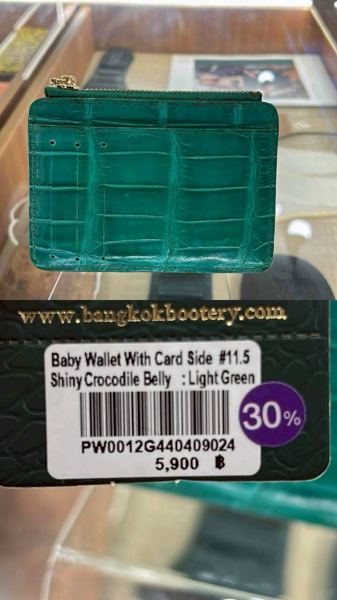 www.bangkokbootery.com
Baby Wallet With Card Side #11.5
Shiny Crocodile Belly : Light Green
30%
PW0012G440409024
5,900 ฿